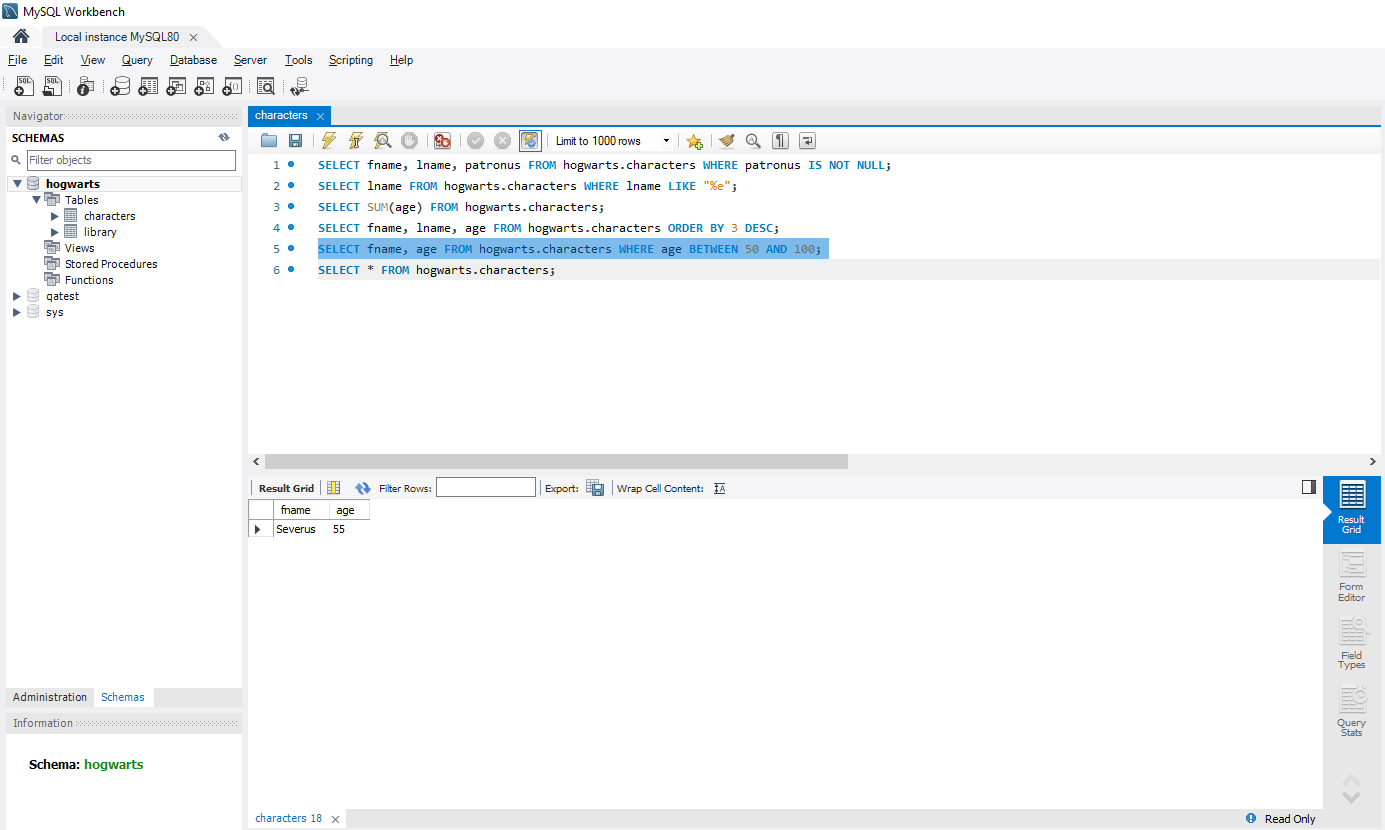 MySQL Workbench
Local instance MySQL80
File Edit View Query Database Server Tools Scripting Help
Navigator
SCHEMAS
Filter objects
hogwarts
Tables
characters
library
Views
Stored Procedures
Functions
qatest
sys
Administration Schemas
Information
Schema: hogwarts
characters
Limit to 1000 rows
1 SELECT fname, lname, patronus FROM hogwarts.characters WHERE patronus IS NOT NULL;
2 SELECT lname FROM hogwarts.characters WHERE lname LIKE "%e";
3 SELECT SUM(age) FROM hogwarts.characters;
4 SELECT fname, lname, age FROM hogwarts.characters ORDER BY 3 DESC;
5 SELECT fname, age FROM hogwarts.characters WHERE age BETWEEN 50 AND 100;
6 SELECT * FROM hogwarts.characters;
Result Grid Filter Rows: Export: Wrap Cell Content:
fname age
Severus 55
Result
Grid
Form
Editor
Field
Types
Query
Stats
characters 18
Read Only